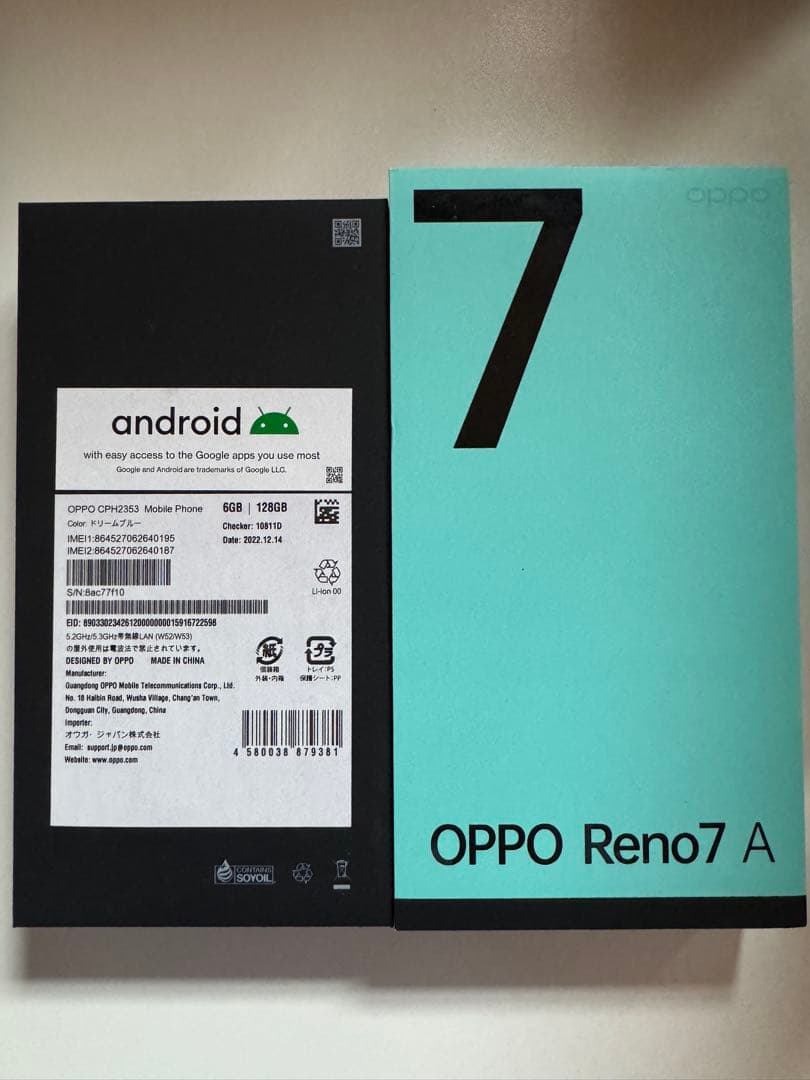 android
with easy access to the Google apps you use most
Google and Android are trademarks of Google LLC.
OPPO CPH2353 Mobile Phone 6GB | 128GB
Color: ドリームブルー
Checker: 10811D
IMEI1:864527062640195
Date: 2022.12.14
IMEI2:864527062640187
S/N:8ac77f10
Li-ion 00
EID: 89033023426120000000015916722598
5.2GHz/5.3GHz帯無線LAN (W52/W53)
の屋外使用は電波法で禁止されています。
DESIGNED BY OPPO MADE IN CHINA
紙
個装箱
外装・内箱
プラ
トレイ:PS
保護シート:PP
Manufacturer:
Guangdong OPPO Mobile Telecommunications Corp., Ltd.
No. 18 Haibin Road, Wusha Village, Chang'an Town,
Dongguan City, Guangdong, China
Importer:
オウガ・ジャパン株式会社
Email: support.jp@oppo.com
Website: www.oppo.com
4 580038 879381
CONTAINS
SOYOIL
oppo
7
OPPO Reno7 A